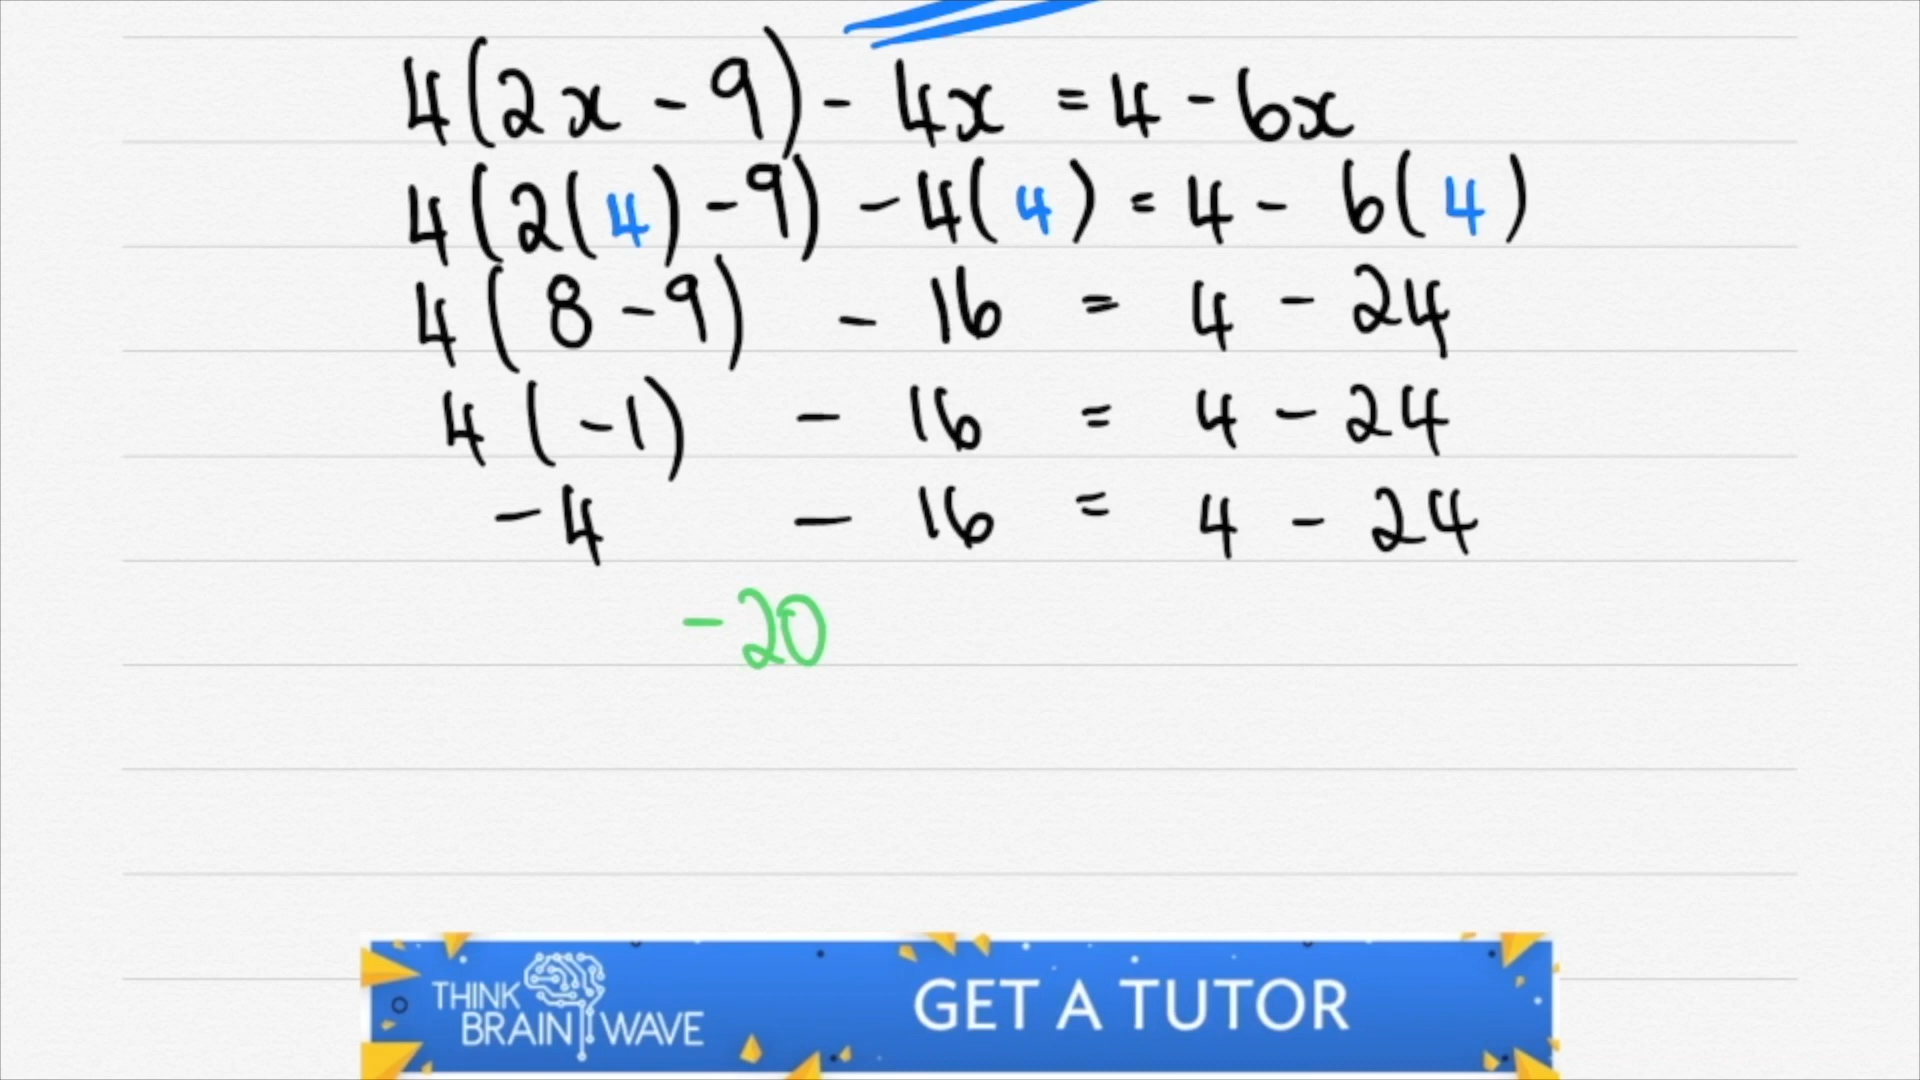 4(2x - 9) - 4x = 4 - 6x
4(2(4) - 9) - 4(4) = 4 - 6(4)
4(8 - 9) - 16 = 4 - 24
4(-1) - 16 = 4 - 24
-4 - 16 = 4 - 24
-20
THINK
BRAIN WAVE
GET A TUTOR